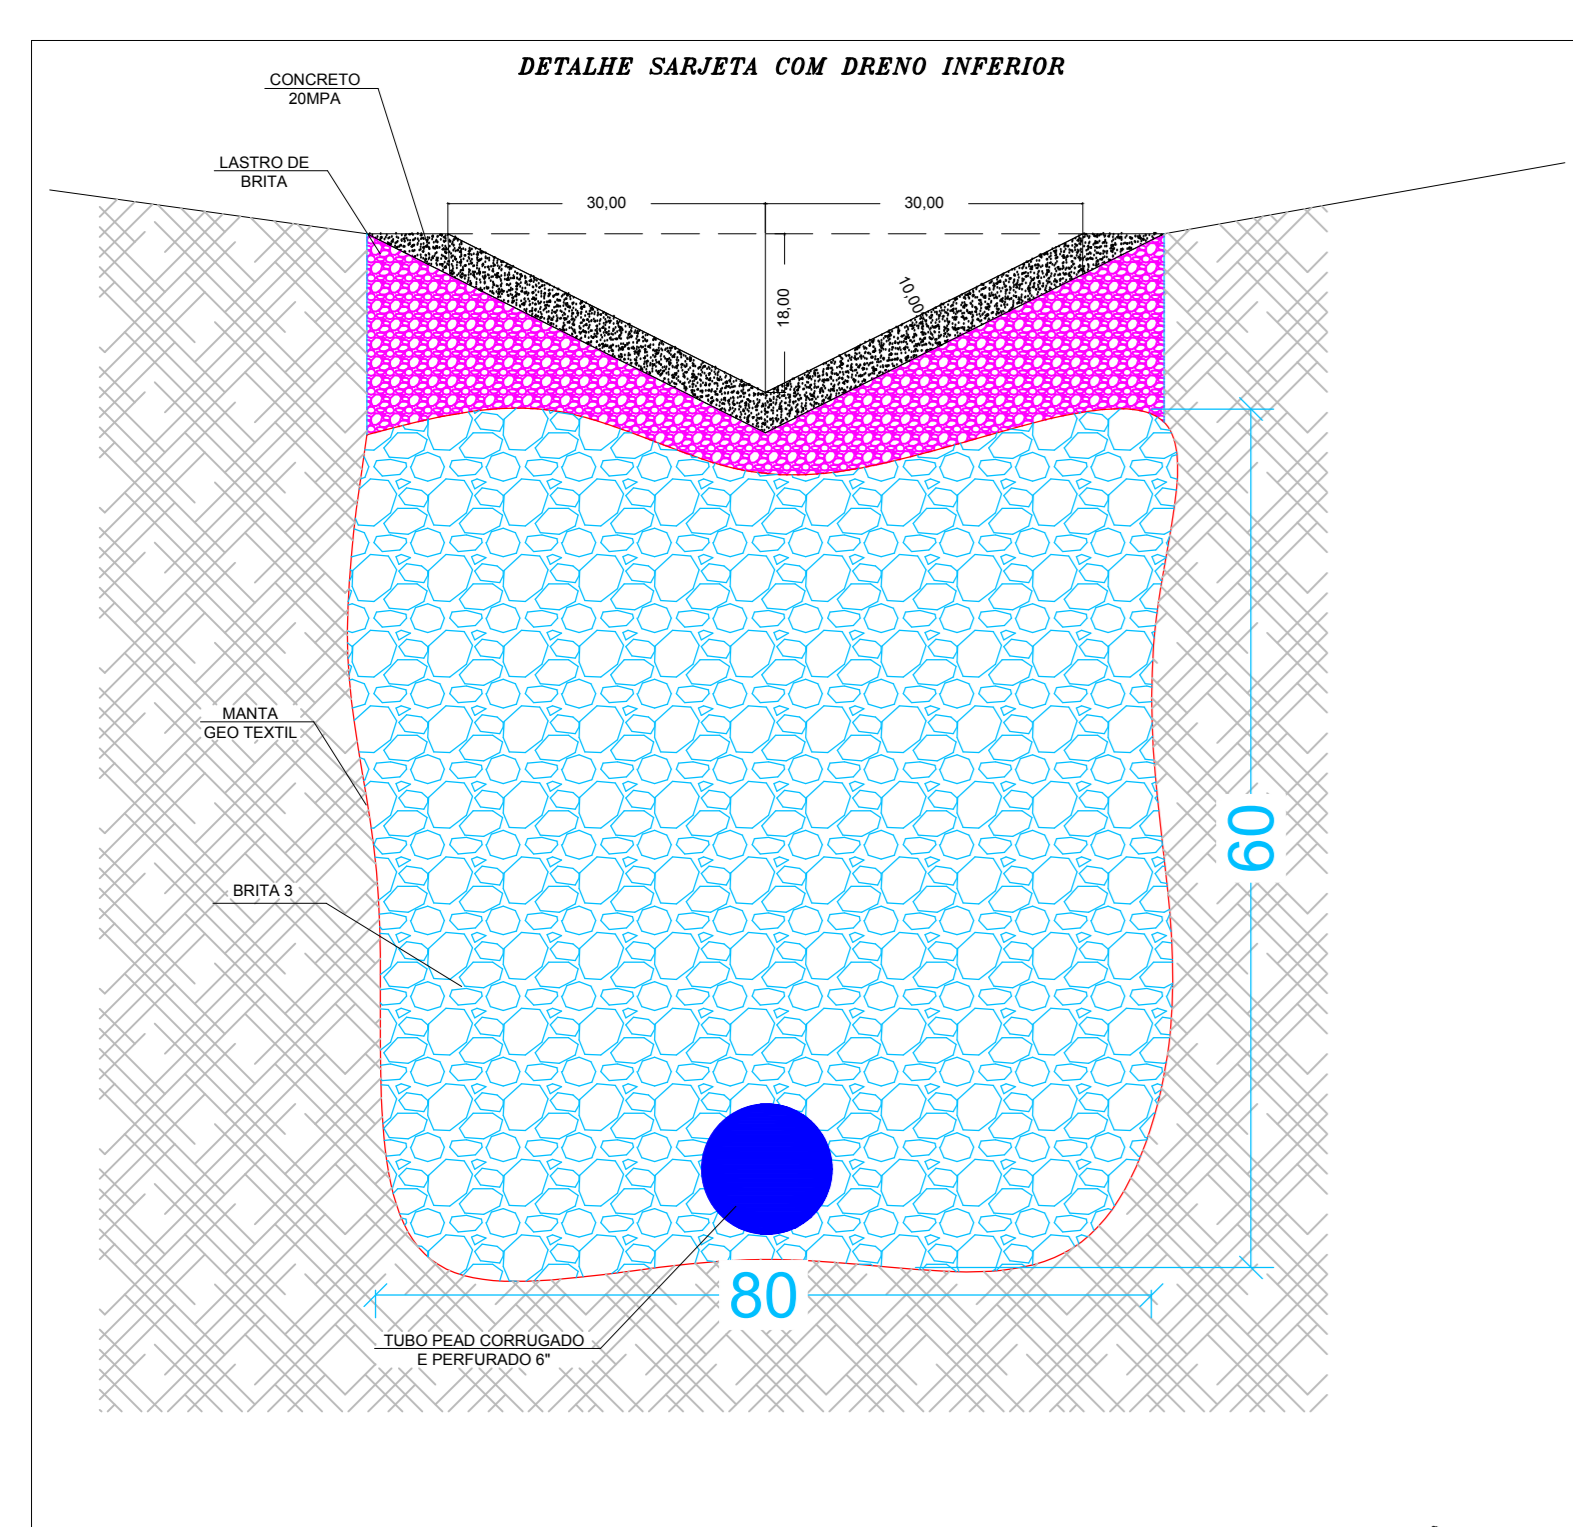 DETALHE SARJETA COM DRENO INFERIOR
CONCRETO
20MPA
LASTRO DE
BRITA
30,00
30,00
18,00
10,00
MANTA
GEO TEXTIL
60
BRITA 3
80
TUBO PEAD CORRUGADO
E PERFURADO 6"